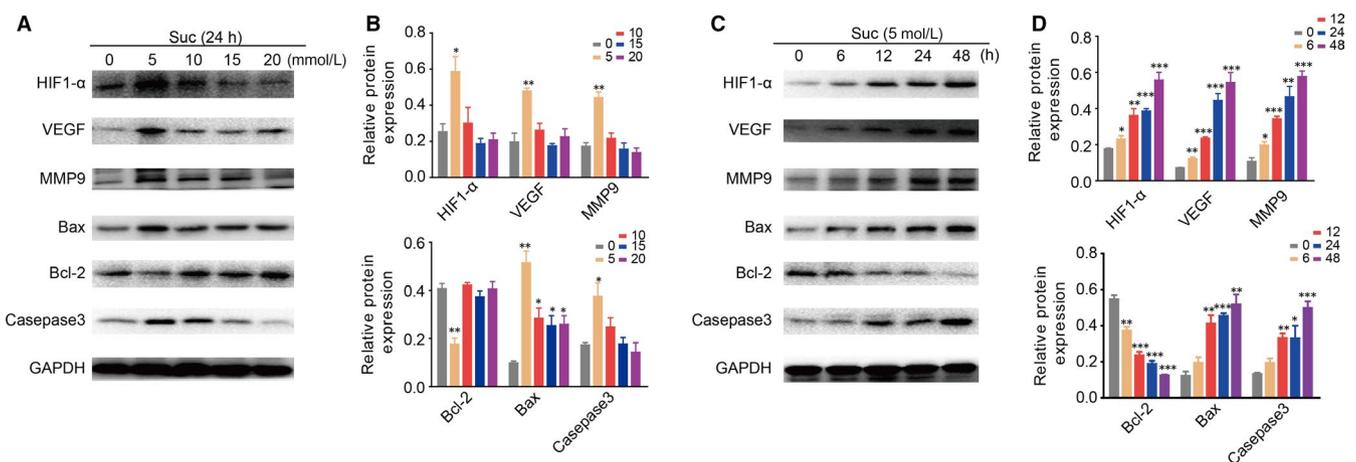 A
Suc (24 h)
0 5 10 15 20 (mmol/L)
HIF1-α
VEGF
MMP9
Bax
Bcl-2
Casepase3
GAPDH
B
Relative protein
expression
0.8
0.6
0.4
0.2
0.0
10
0 15
5 20
*
**
**
HIF1-α
VEGF
MMP9
Relative protein
expression
0.6
0.4
0.2
0.0
10
0 15
5 20
**
**
*
* *
*
Bcl-2
Bax
Casepase3
C
Suc (5 mol/L)
0 6 12 24 48 (h)
HIF1-α
VEGF
MMP9
Bax
Bcl-2
Casepase3
GAPDH
D
Relative protein
expression
0.8
0.6
0.4
0.2
0.0
12
0 24
6 48
* ** *** ***
** *** *** ***
* *** ** ***
HIF1-α
VEGF
MMP9
Relative protein
expression
0.8
0.6
0.4
0.2
0.0
12
0 24
6 48
** *** *** ***
** *** **
** * ***
Bcl-2
Bax
Casepase3